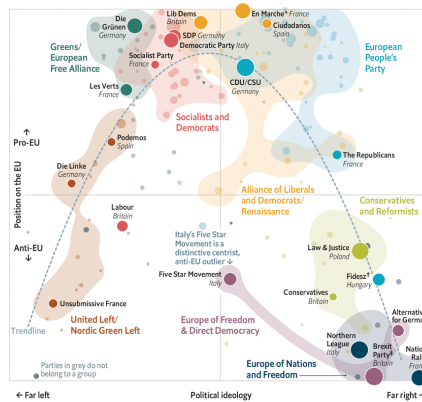 Die
Grünen
Germany
Lib Dems
Britain
En Marche* France
Ciudadanos
Spain
SDP Germany
Democratic Party Italy
Greens/
European
Free Alliance
Socialist Party
France
European
People's
Party
CDU/CSU
Germany
Les Verts
France
Socialists and
Democrats
Pro-EU
Podemos
Spain
The Republicans
France
Die Linke
Germany
Position on the EU
Alliance of Liberals
and Democrats/
Renaissance
Conservatives
and Reformists
Labour
Britain
Italy's Five Star
Movement is a
distinctive centrist,
anti-EU outlier
Anti-EU
Law & Justice
Poland
Five Star Movement
Italy
Fidesz†
Hungary
Conservatives
Britain
Unsubmissive France
Trendline
United Left/
Nordic Green Left
Europe of Freedom
& Direct Democracy
Alternativ
for Germa
Northern
League
Italy
Brexit
Party‡
Britain
Nation
Rall
Fran
Europe of Nations
and Freedom
Parties in grey do not
belong to a group
← Far left
Political ideology
Far right →